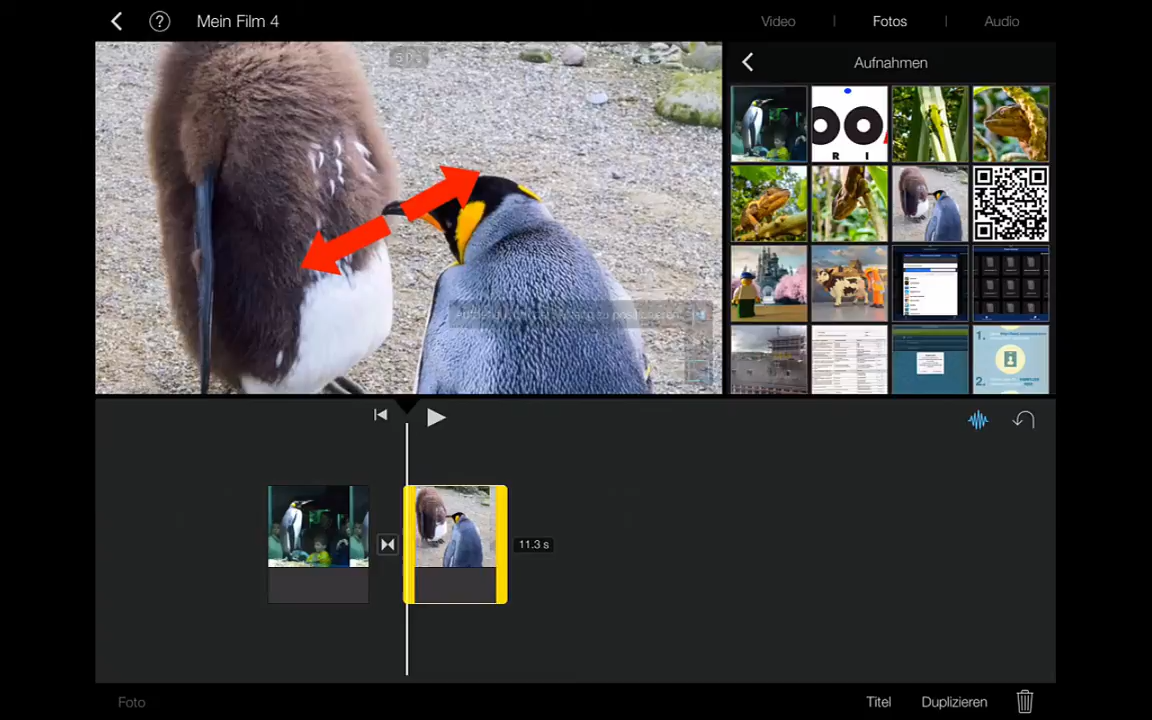 Mein Film 4
Video
Fotos
Audio
Aufnahmen
11.3 s
Foto
Titel
Duplizieren